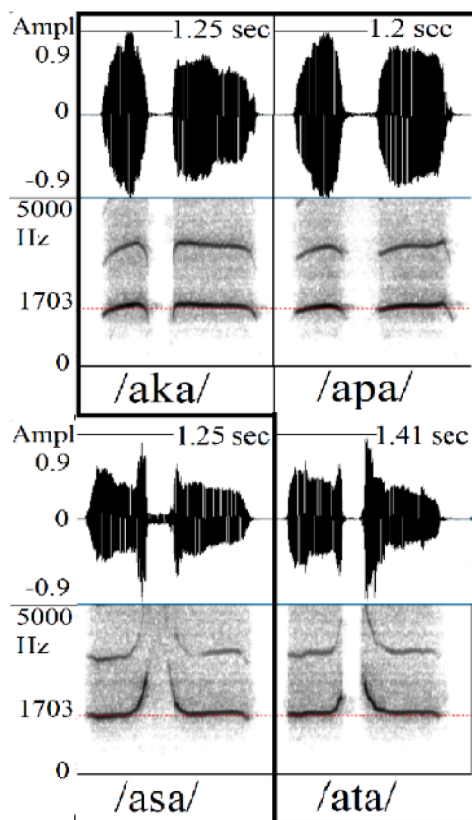 Ampl 1.25 sec 1.2 sec
0.9
0
-0.9
5000
Hz
1703
0
/aka/ /apa/
Ampl 1.25 sec 1.41 sec
0.9
0
-0.9
5000
Hz
1703
0
/asa/ /ata/